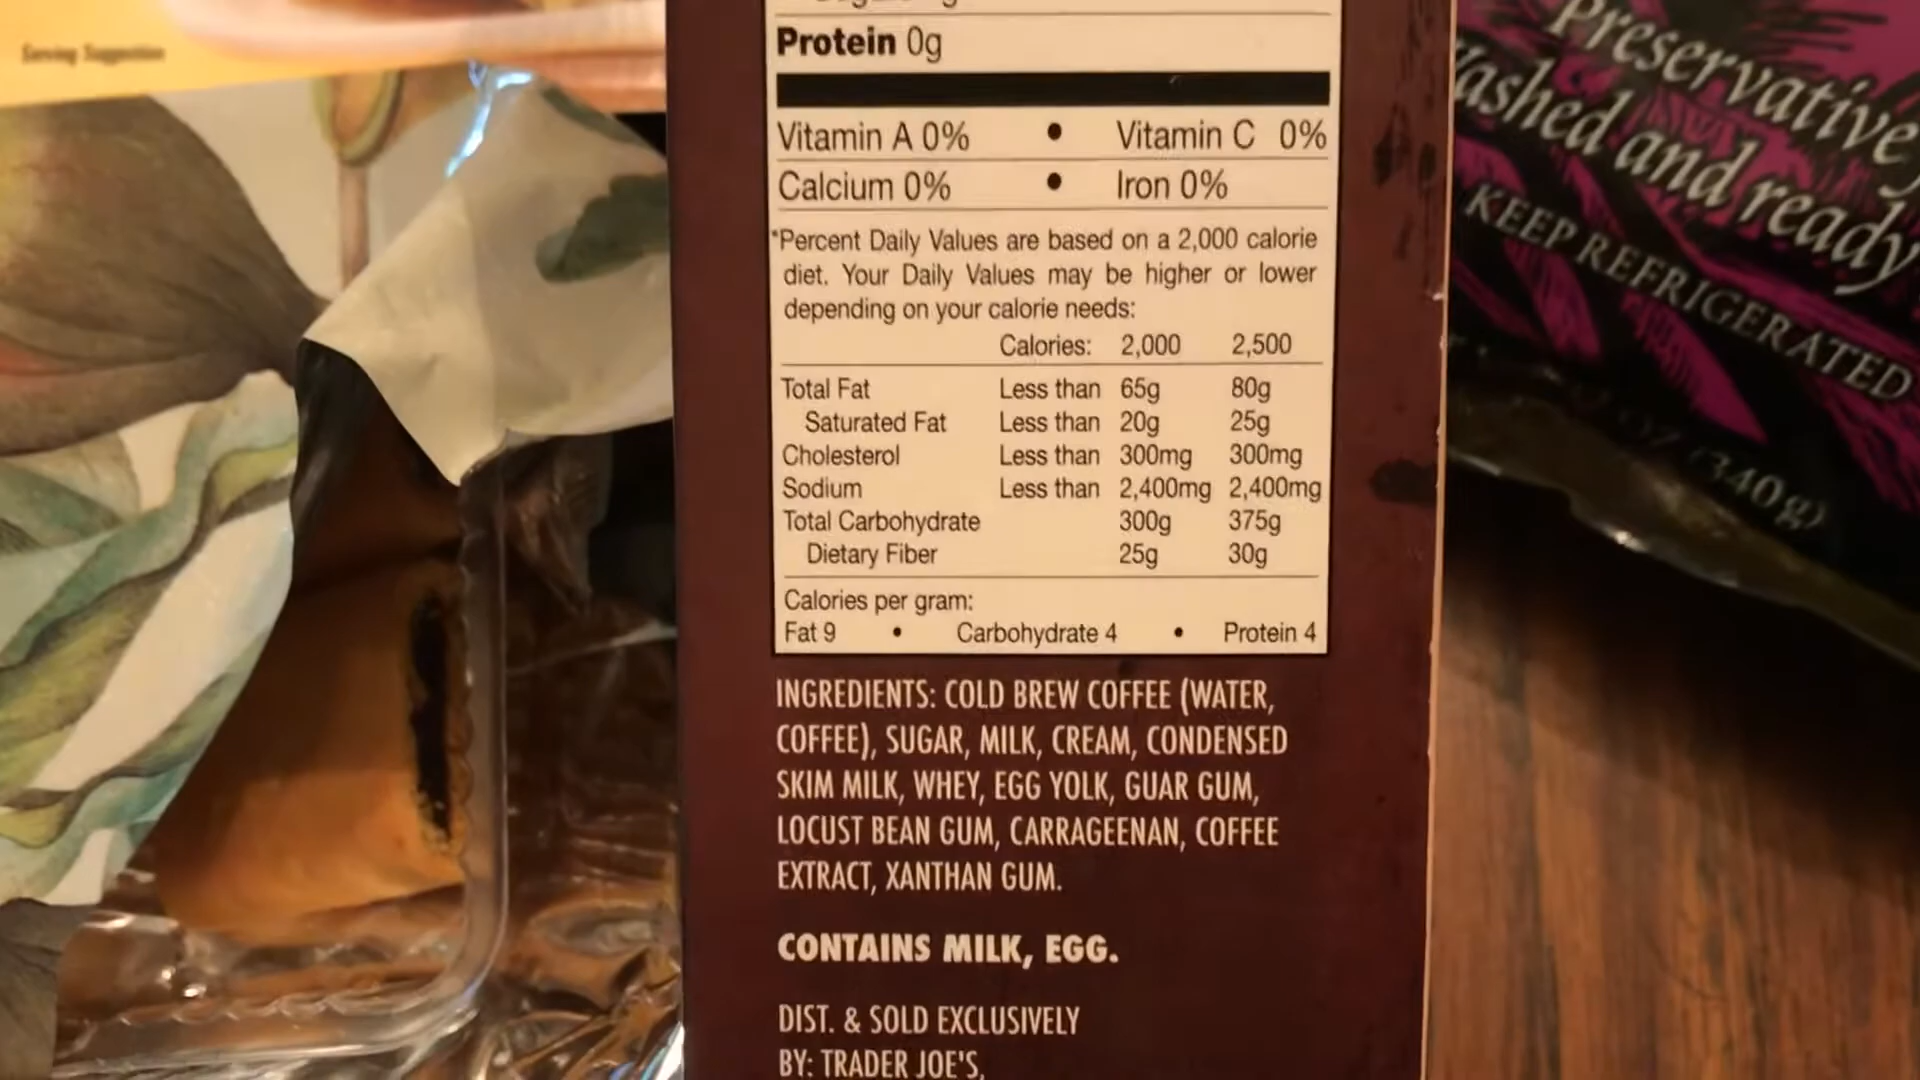 Serving Suggestion
Protein 0g
Vitamin A 0% • Vitamin C 0%
Calcium 0% • Iron 0%
*Percent Daily Values are based on a 2,000 calorie
diet. Your Daily Values may be higher or lower
depending on your calorie needs:
Calories: 2,000 2,500
Total Fat Less than 65g 80g
Saturated Fat Less than 20g 25g
Cholesterol Less than 300mg 300mg
Sodium Less than 2,400mg 2,400mg
Total Carbohydrate 300g 375g
Dietary Fiber 25g 30g
Calories per gram:
Fat 9 • Carbohydrate 4 • Protein 4
INGREDIENTS: COLD BREW COFFEE (WATER,
COFFEE), SUGAR, MILK, CREAM, CONDENSED
SKIM MILK, WHEY, EGG YOLK, GUAR GUM,
LOCUST BEAN GUM, CARRAGEENAN, COFFEE
EXTRACT, XANTHAN GUM.
CONTAINS MILK, EGG.
DIST. & SOLD EXCLUSIVELY
BY: TRADER JOE'S,
Preservative
and ready
KEEP REFRIGERATED
(340g)